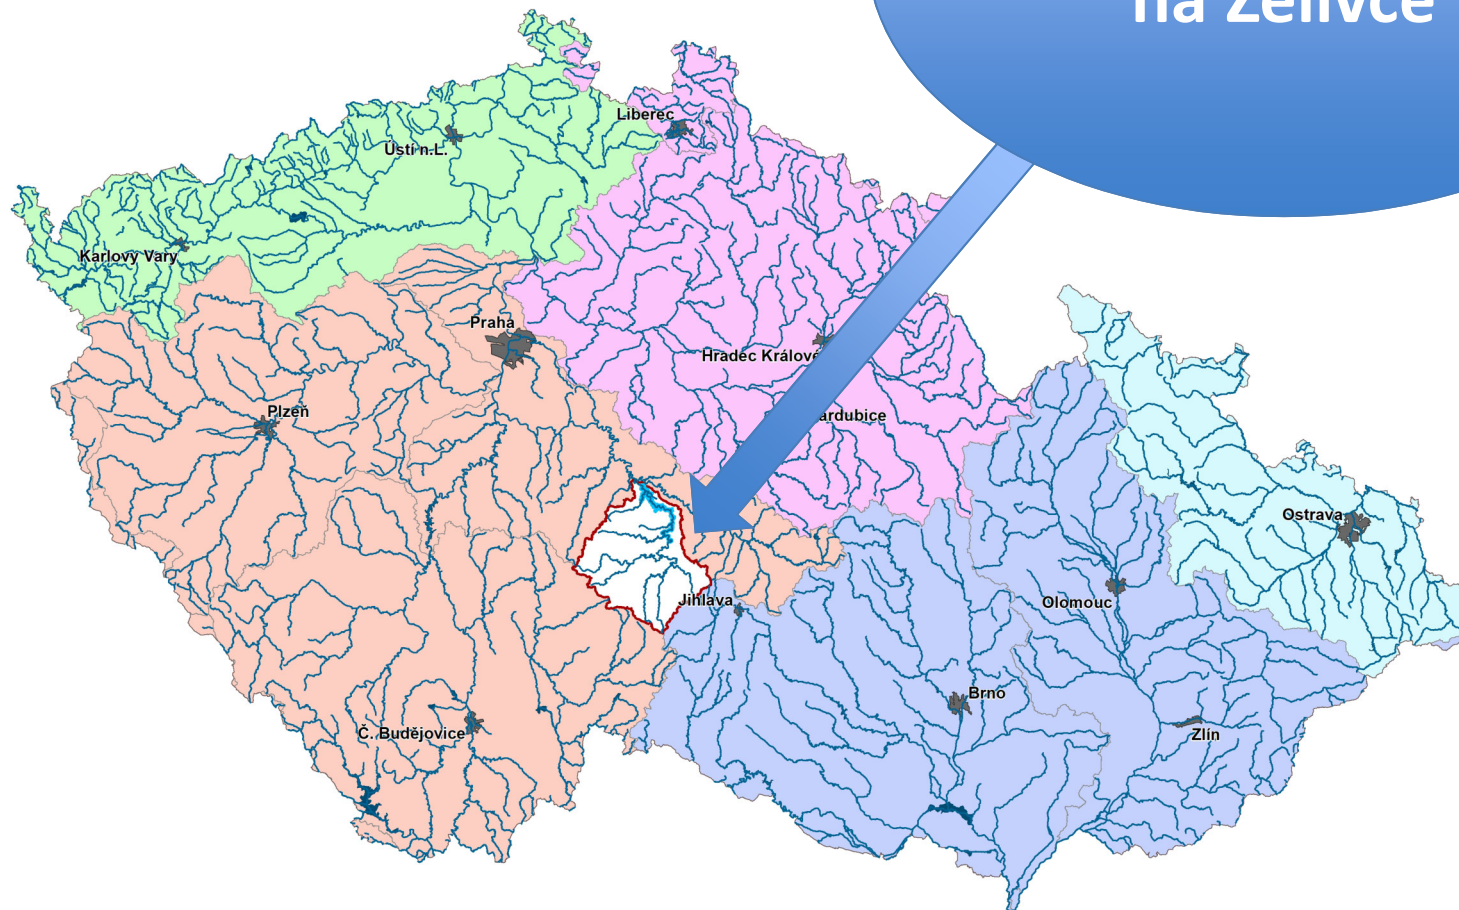 na Želivce
Liberec
Ústí n.L.
Karlovy Vary
Praha
Hradec Králové
Plzeň
ardubice
Ostrava
Jihlava
Olomouc
Brno
Č. Budějovice
Zlín